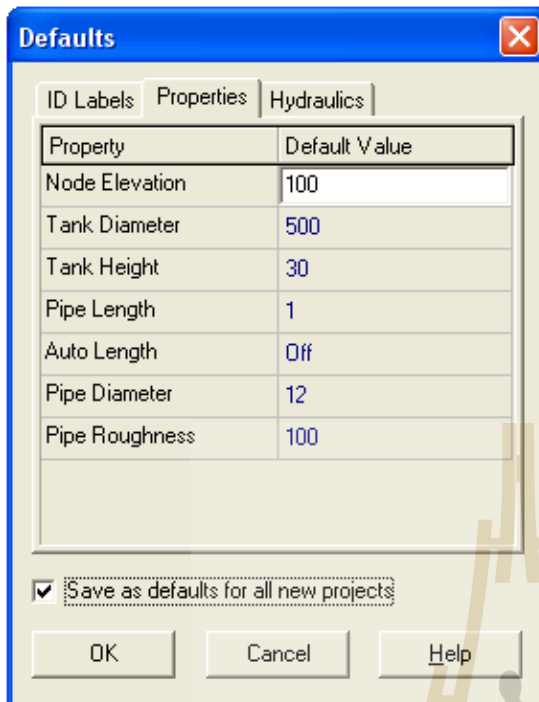 Defaults
ID Labels Properties Hydraulics
Property Default Value
Node Elevation 100
Tank Diameter 500
Tank Height 30
Pipe Length 1
Auto Length Off
Pipe Diameter 12
Pipe Roughness 100
Save as defaults for all new projects
OK Cancel Help